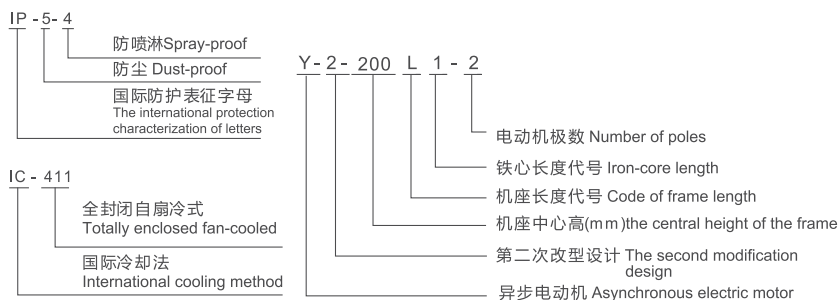 IP-5-4
防喷淋Spray-proof
防尘 Dust-proof
国际防护表征字母
The international protection
characterization of letters
IC-411
全封闭自扇冷式
Totally enclosed fan-cooled
国际冷却法
International cooling method
Y-2-200 L 1-2
电动机极数 Number of poles
铁心长度代号 Iron-core length
机座长度代号 Code of frame length
机座中心高(mm)the central height of the frame
第二次改型设计 The second modification
design
异步电动机 Asynchronous electric motor